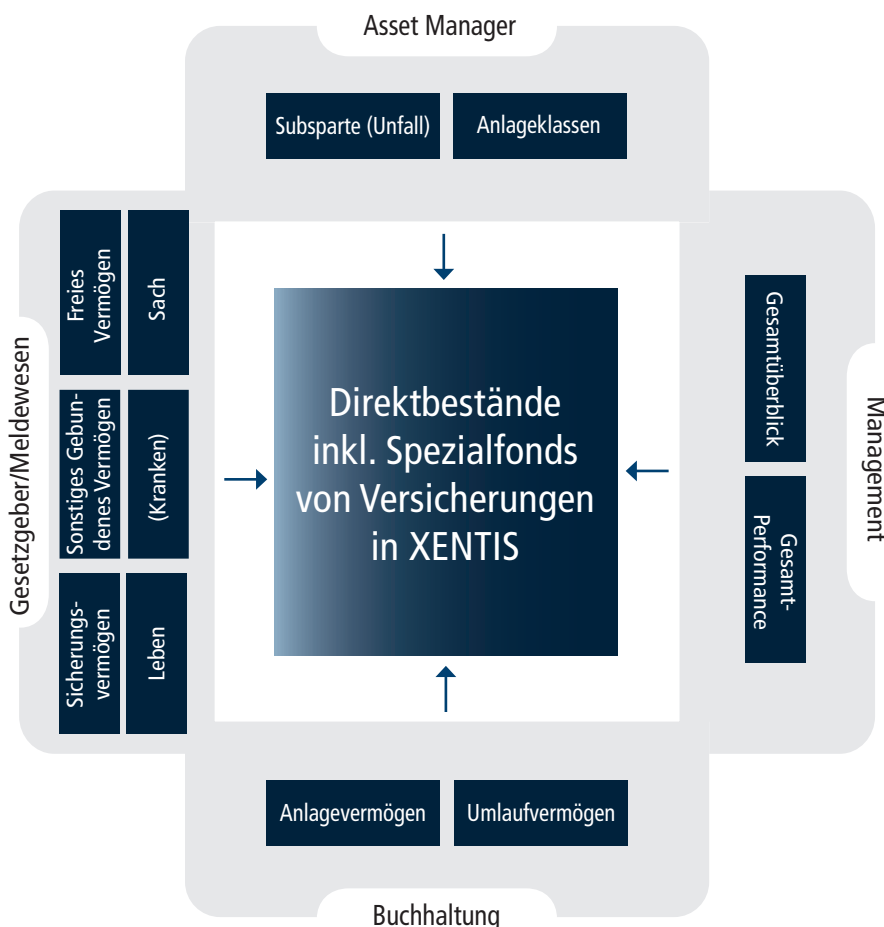 Asset Manager
Subsparte (Unfall)
Anlageklassen
Gesetzgeber/Meldewesen
Freies
Vermögen
Sach
Sonstiges Gebun-
denes Vermögen
(Kranken)
Sicherungs-
vermögen
Leben
Direktbestände
inkl. Spezialfonds
von Versicherungen
in XENTIS
Gesamtüberblick
Gesamt-
Performance
Management
Anlagevermögen
Umlaufvermögen
Buchhaltung